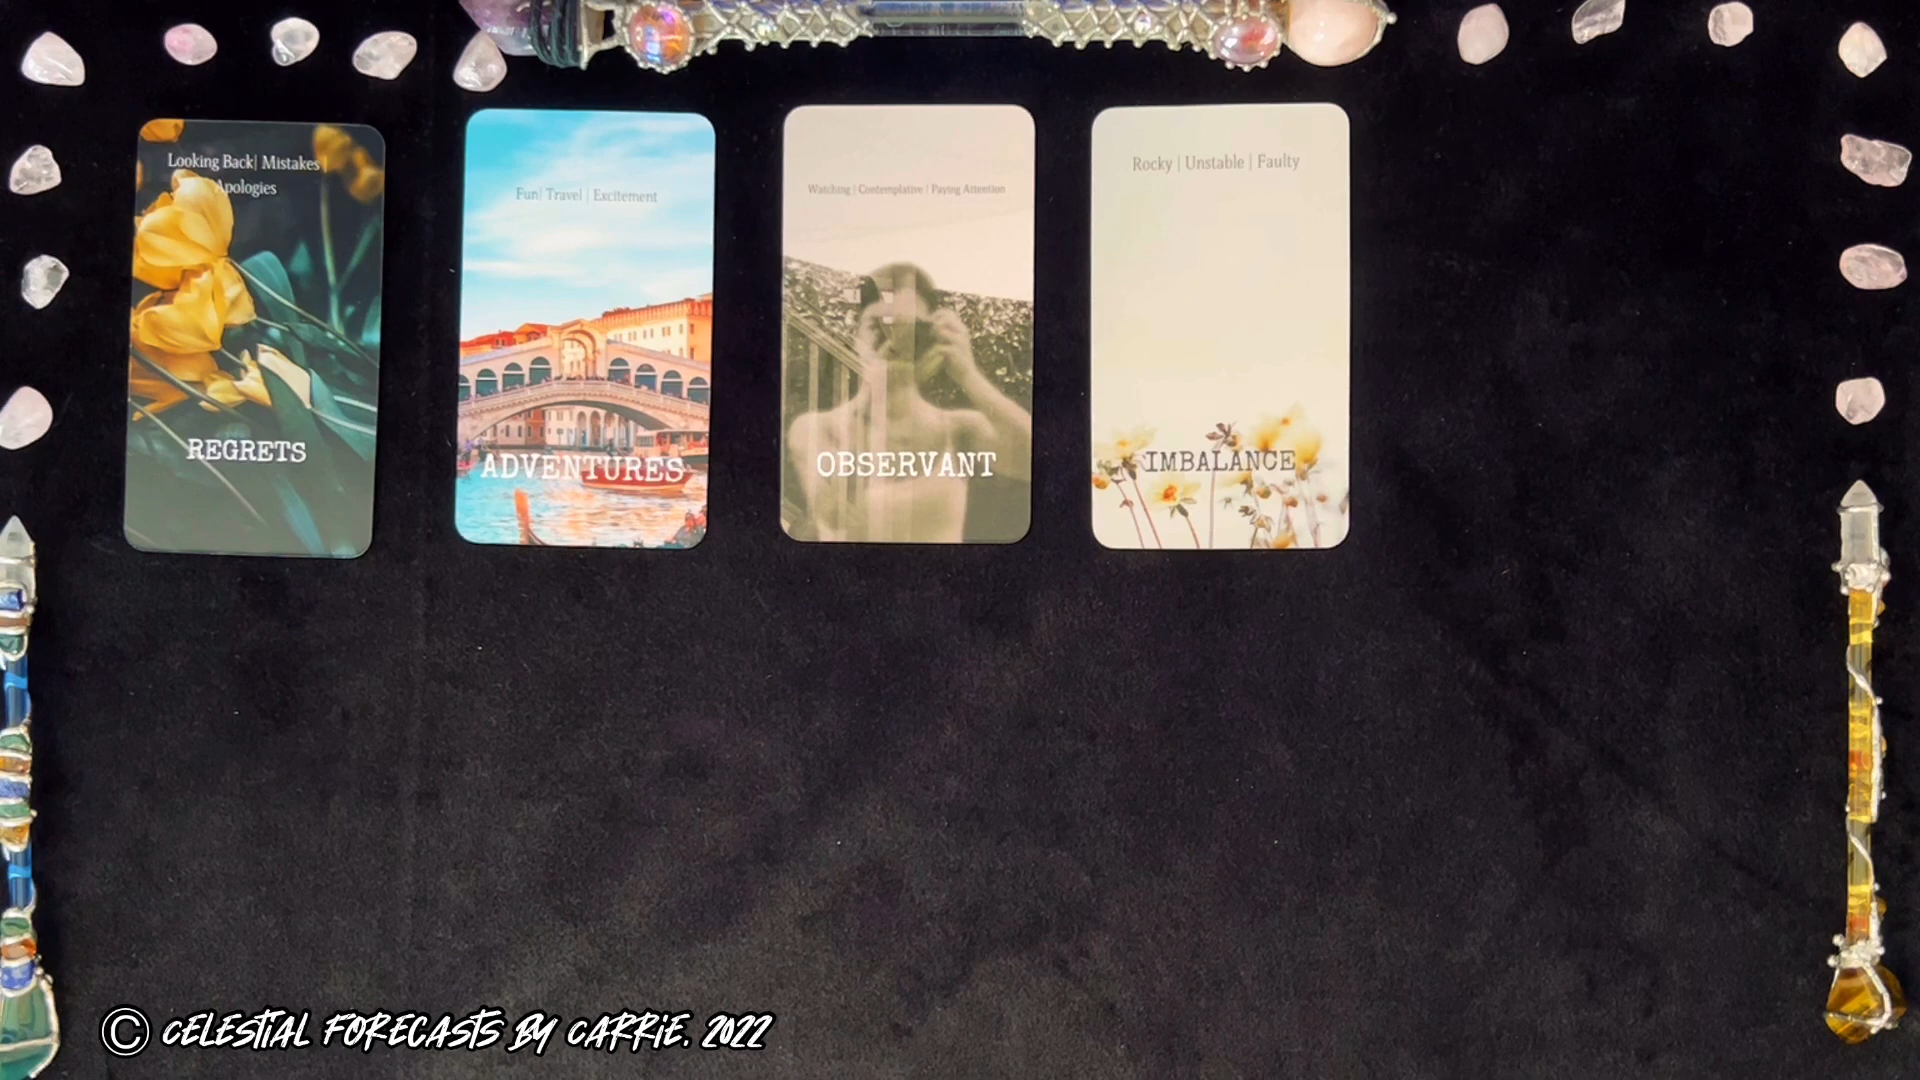 Looking Back| Mistakes |
Apologies
REGRETS
Fun| Travel | Excitement
ADVENTURES
Watching | Contemplative | Paying Attention
OBSERVANT
Rocky | Unstable | Faulty
IMBALANCE
© CELESTIAL FORECASTS BY CARRIE. 2022